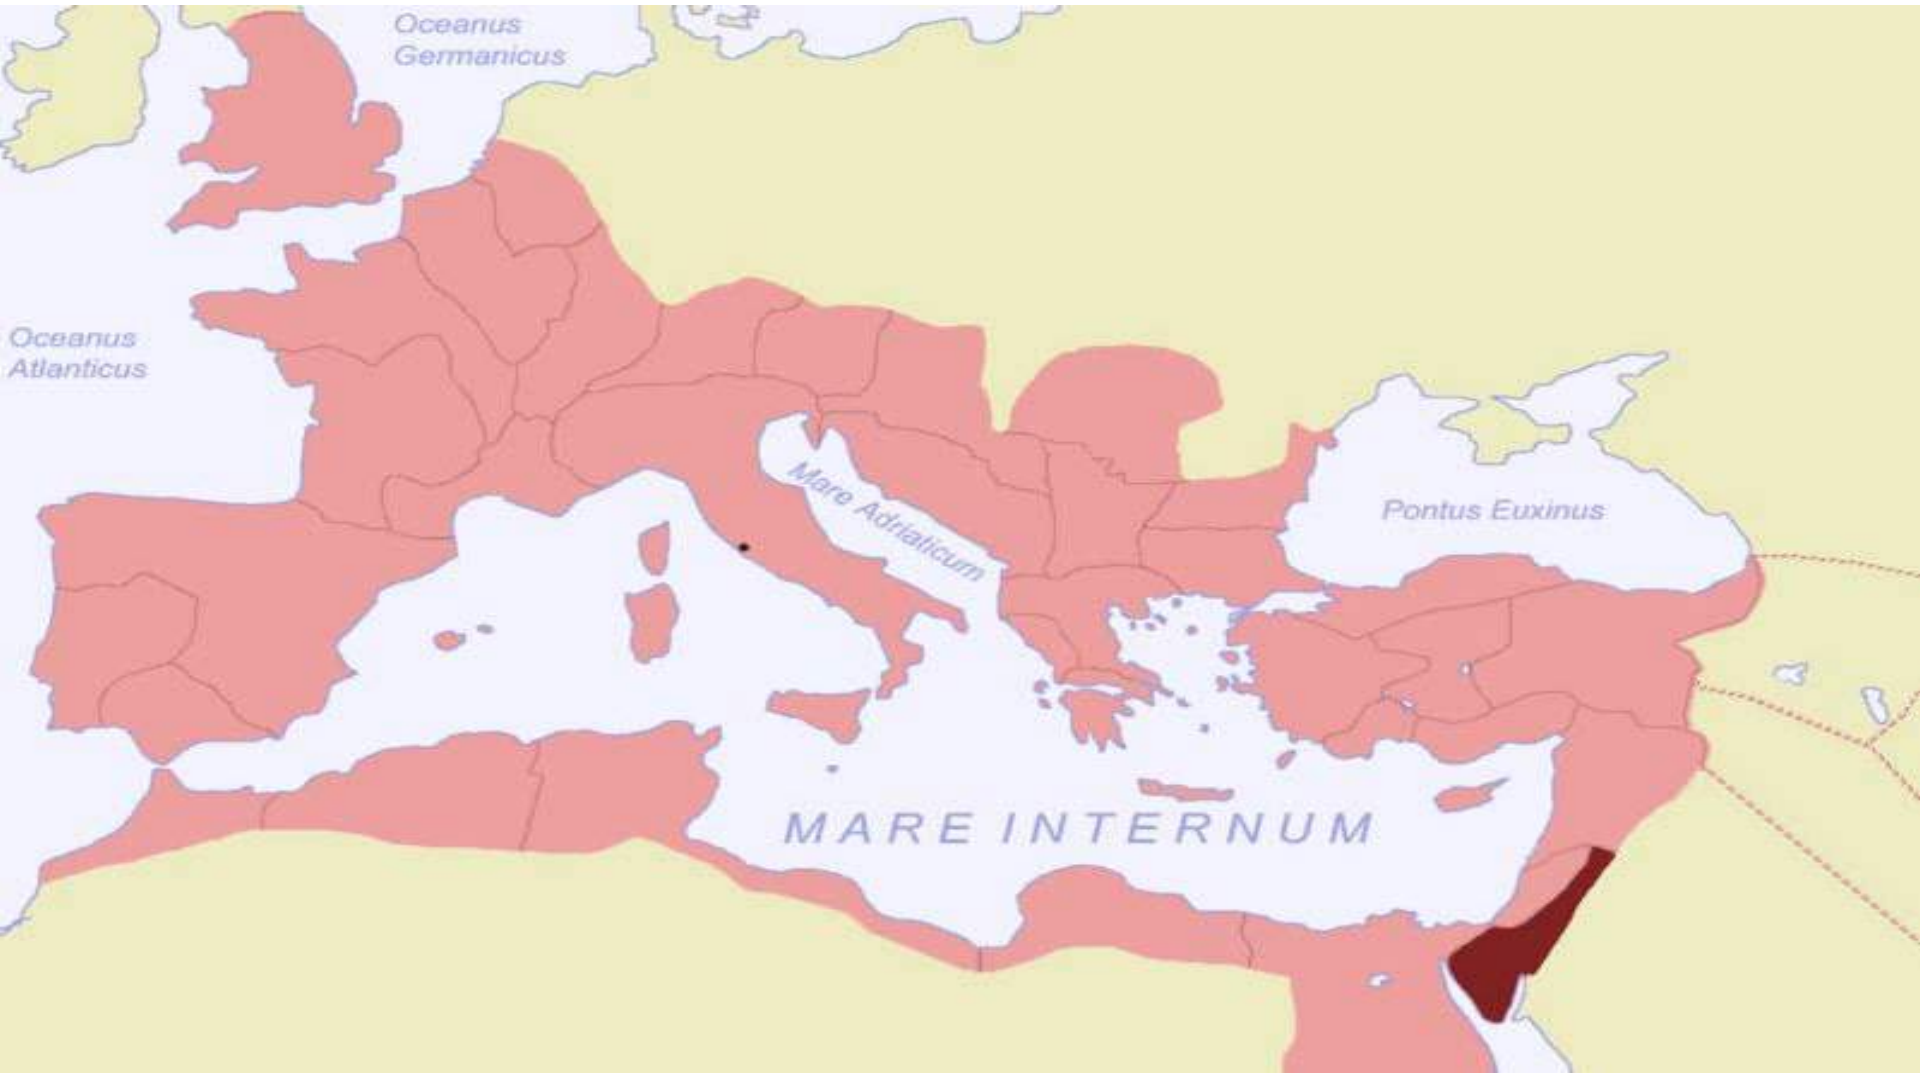 Oceanus
Germanicus
Oceanus
Atlanticus
Mare Adriaticum
Pontus Euxinus
MARE INTERNUM